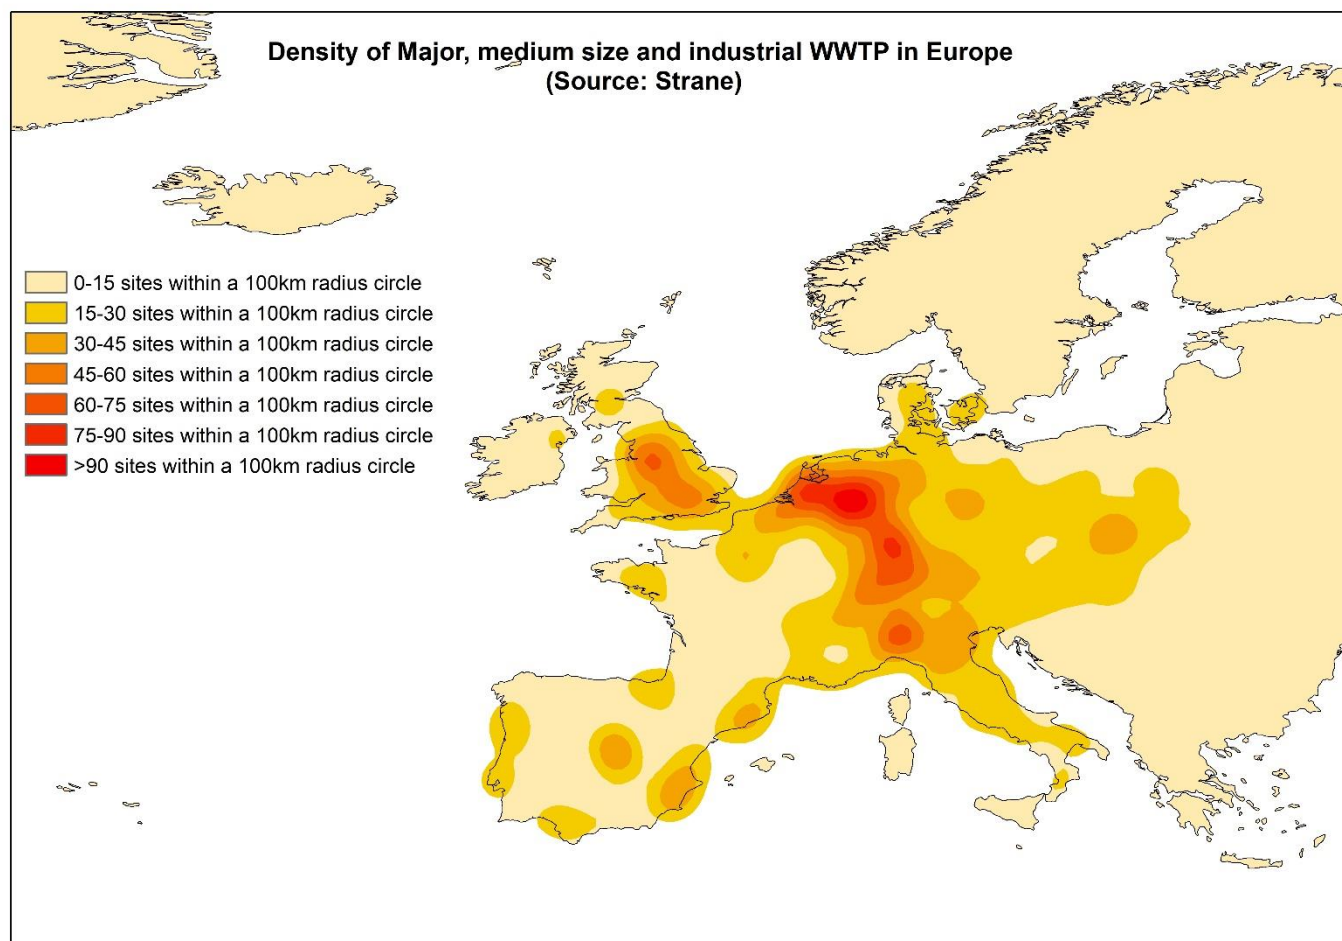 Density of Major, medium size and industrial WWTP in Europe
(Source: Strane)
0-15 sites within a 100km radius circle
15-30 sites within a 100km radius circle
30-45 sites within a 100km radius circle
45-60 sites within a 100km radius circle
60-75 sites within a 100km radius circle
75-90 sites within a 100km radius circle
>90 sites within a 100km radius circle